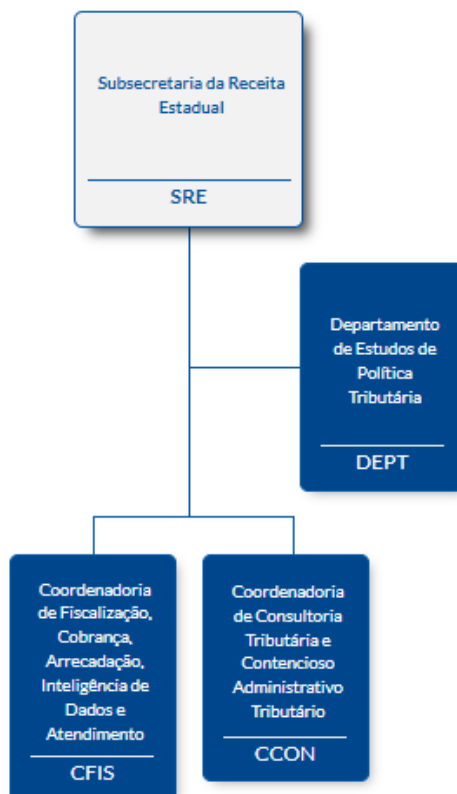 Subsecretaria da Receita
Estadual
SRE
Departamento
de Estudos de
Política
Tributária
DEPT
Coordenadoria
de Fiscalização,
Cobrança,
Arrecadação,
Inteligência de
Dados e
Atendimento
CFIS
Coordenadoria
de Consultoria
Tributária e
Contencioso
Administrativo
Tributário
CCON